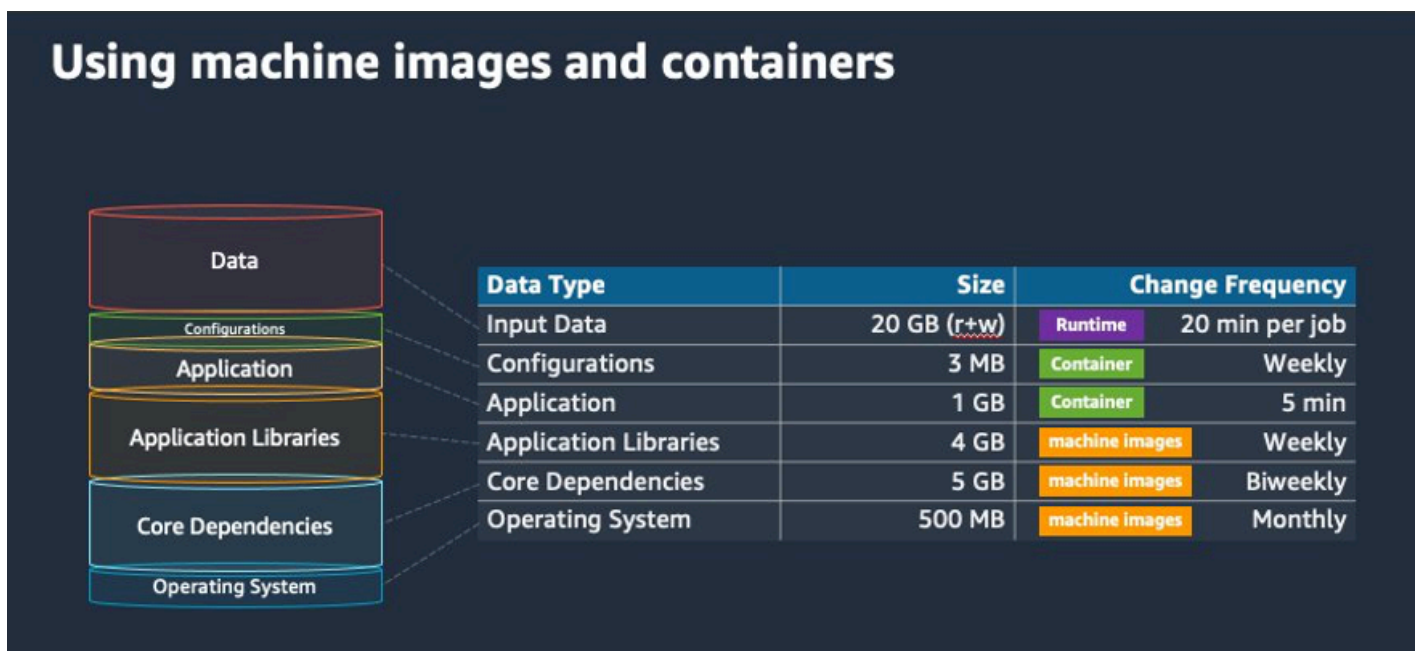 Using machine images and containers
Data
Configurations
Application
Application Libraries
Core Dependencies
Operating System
Data Type Size Change Frequency
Input Data 20 GB (r+w) Runtime 20 min per job
Configurations 3 MB Container Weekly
Application 1 GB Container 5 min
Application Libraries 4 GB machine images Weekly
Core Dependencies 5 GB machine images Biweekly
Operating System 500 MB machine images Monthly